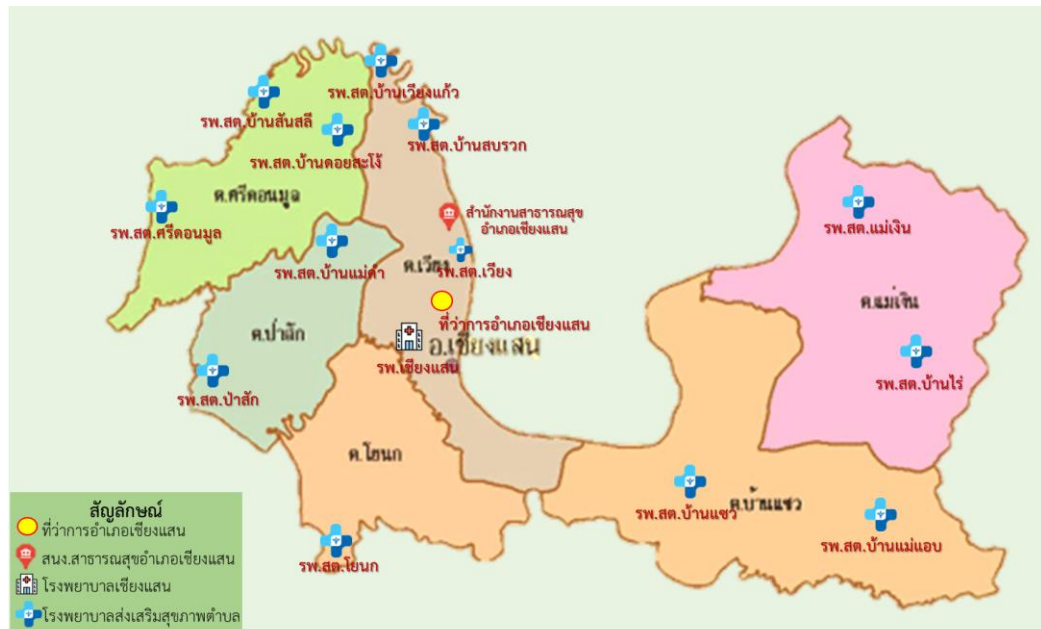 รพ.สต.บ้านเวียงแก้ว
รพ.สต.บ้านสันสลี
รพ.สต.บ้านสบรวก
รพ.สต.บ้านดอยสะโง้
ต.ศรีดอนมูล
รพ.สต.ศรีดอนมูล
สำนักงานสาธารณสุข
อำเภอเชียงแสน
รพ.สต.แม่เงิน
รพ.สต.บ้านแม่คำ
ต.เวียง
รพ.สต.เวียง
ต.แม่เงิน
ที่ว่าการอำเภอเชียงแสน
ต.ป่าสัก
อ.เชียงแสน
รพ.เชียงแสน
รพ.สต.ป่าสัก
รพ.สต.บ้านไร่
ต.โยนก
ต.บ้านแซว
รพ.สต.บ้านแซว
รพ.สต.บ้านแม่แอบ
รพ.สต.โยนก
สัญลักษณ์
ที่ว่าการอำเภอเชียงแสน
สนง.สาธารณสุขอำเภอเชียงแสน
โรงพยาบาลเชียงแสน
โรงพยาบาลส่งเสริมสุขภาพตำบล